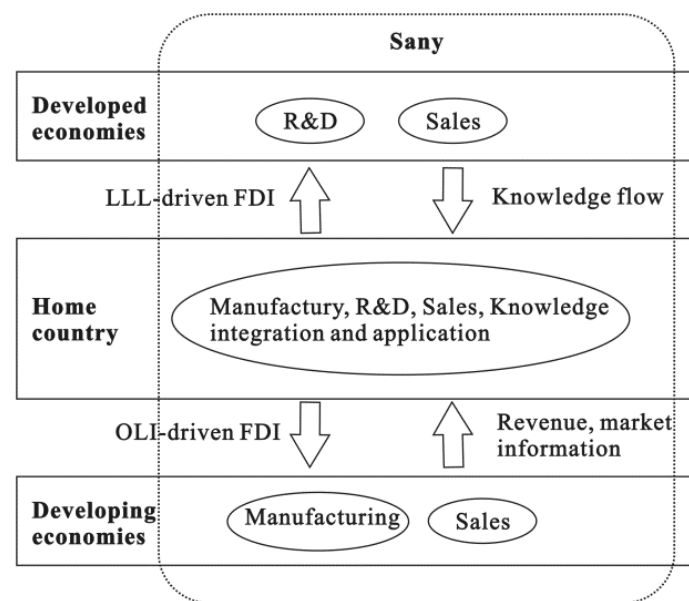 Sany
Developed
economies
R&D
Sales
LLL-driven FDI
Knowledge flow
Home
country
Manufactury, R&D, Sales, Knowledge
integration and application
OLI-driven FDI
Revenue, market
information
Developing
economies
Manufacturing
Sales